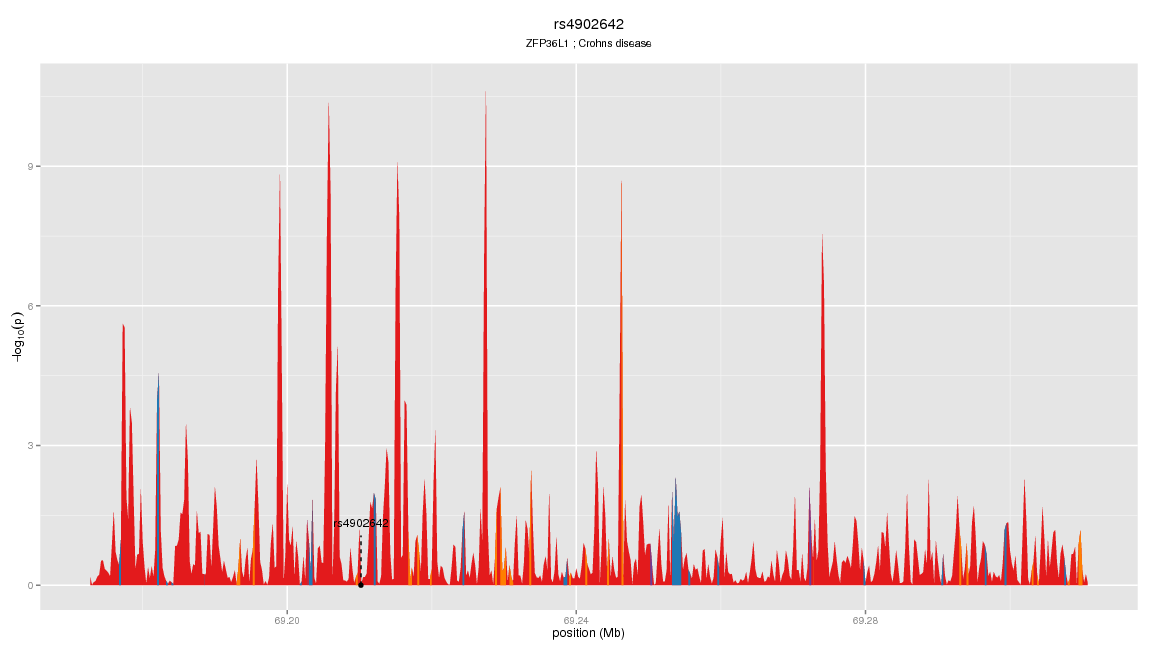 rs4902642
ZFP36L1 ; Crohns disease
−log10(p)
9
6
3
0
rs4902642
69.20
69.24
69.28
position (Mb)